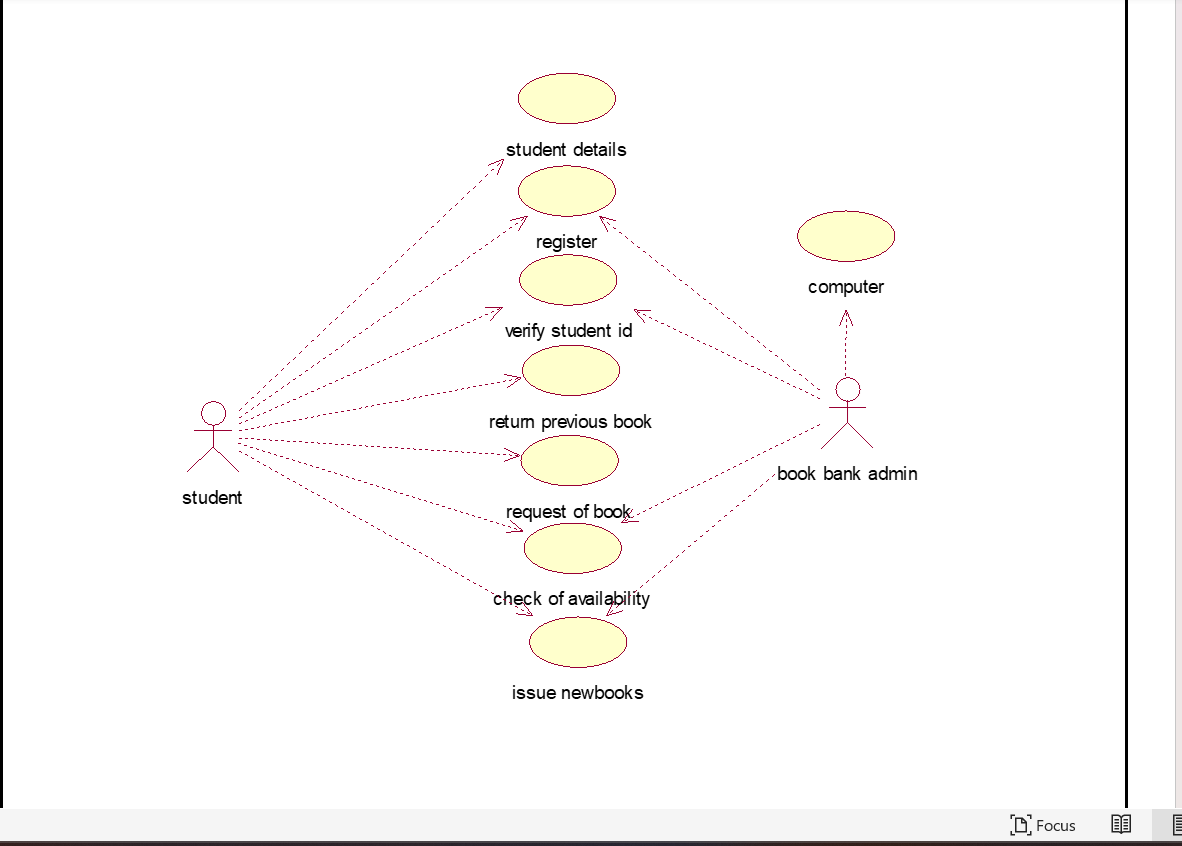 student details
register
computer
verify student id
return previous book
book bank admin
student
request of book
check of availability
issue newbooks
Focus